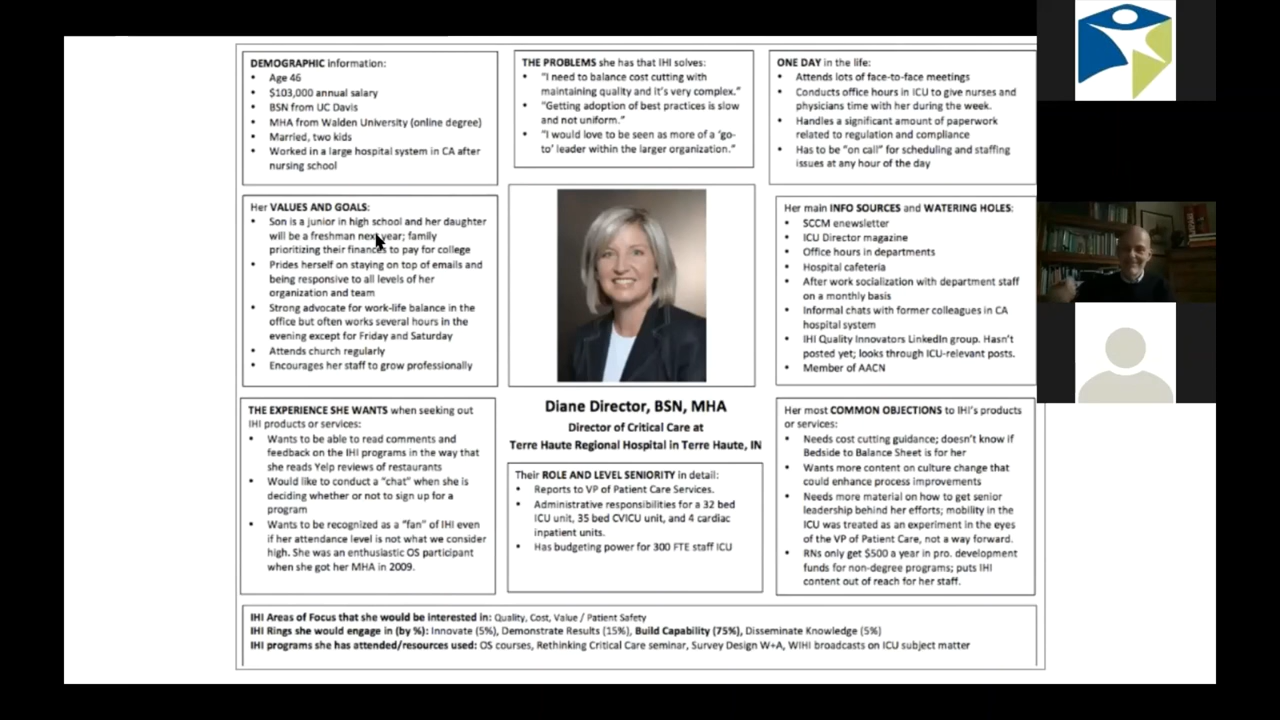 DEMOGRAPHIC information:
• Age 46
• $103,000 annual salary
• BSN from UC Davis
• MHA from Walden University (online degree)
• Married, two kids
• Worked in a large hospital system in CA after
nursing school
THE PROBLEMS she has that IHI solves:
• "I need to balance cost cutting with
maintaining quality and it's very complex."
• "Getting adoption of best practices is slow
and not uniform."
• "I would love to be seen as more of a 'go-
to' leader within the larger organization."
ONE DAY in the life:
• Attends lots of face-to-face meetings
• Conducts office hours in ICU to give nurses and
physicians time with her during the week.
• Handles a significant amount of paperwork
related to regulation and compliance
• Has to be "on call" for scheduling and staffing
issues at any hour of the day
Her VALUES AND GOALS:
• Son is a junior in high school and her daughter
will be a freshman next year; family
prioritizing their finances to pay for college
• Prides herself on staying on top of emails and
being responsive to all levels of her
organization and team
• Strong advocate for work-life balance in the
office but often works several hours in the
evening except for Friday and Saturday
• Attends church regularly
• Encourages her staff to grow professionally
Her main INFO SOURCES and WATERING HOLES:
• SCCM enewsletter
• ICU Director magazine
• Office hours in departments
• Hospital cafeteria
• After work socialization with department staff
on a monthly basis
• Informal chats with former colleagues in CA
hospital system
• IHI Quality Innovators LinkedIn group. Hasn't
posted yet; looks through ICU-relevant posts.
• Member of AACN
THE EXPERIENCE SHE WANTS when seeking out
IHI products or services:
• Wants to be able to read comments and
feedback on the IHI programs in the way that
she reads Yelp reviews of restaurants
• Would like to conduct a "chat" when she is
deciding whether or not to sign up for a
program
• Wants to be recognized as a "fan" of IHI even
if her attendance level is not what we consider
high. She was an enthusiastic OS participant
when she got her MHA in 2009.
Diane Director, BSN, MHA
Director of Critical Care at
Terre Haute Regional Hospital in Terre Haute, IN
Their ROLE AND LEVEL SENIORITY in detail:
• Reports to VP of Patient Care Services.
• Administrative responsibilities for a 32 bed
ICU unit, 35 bed CVICU unit, and 4 cardiac
inpatient units.
• Has budgeting power for 300 FTE staff ICU
Her most COMMON OBJECTIONS to IHI's products
or services:
• Needs cost cutting guidance; doesn't know if
Bedside to Balance Sheet is for her
• Wants more content on culture change that
could enhance process improvements
• Needs more material on how to get senior
leadership behind her efforts; mobility in the
ICU was treated as an experiment in the eyes
of the VP of Patient Care, not a way forward.
• RNs only get $500 a year in pro. development
funds for non-degree programs; puts IHI
content out of reach for her staff.
IHI Areas of Focus that she would be interested in: Quality, Cost, Value / Patient Safety
IHI Rings she would engage in (by %): Innovate (5%), Demonstrate Results (15%), Build Capability (75%), Disseminate Knowledge (5%)
IHI programs she has attended/resources used: OS courses, Rethinking Critical Care seminar, Survey Design W+A, WIHI broadcasts on ICU subject matter